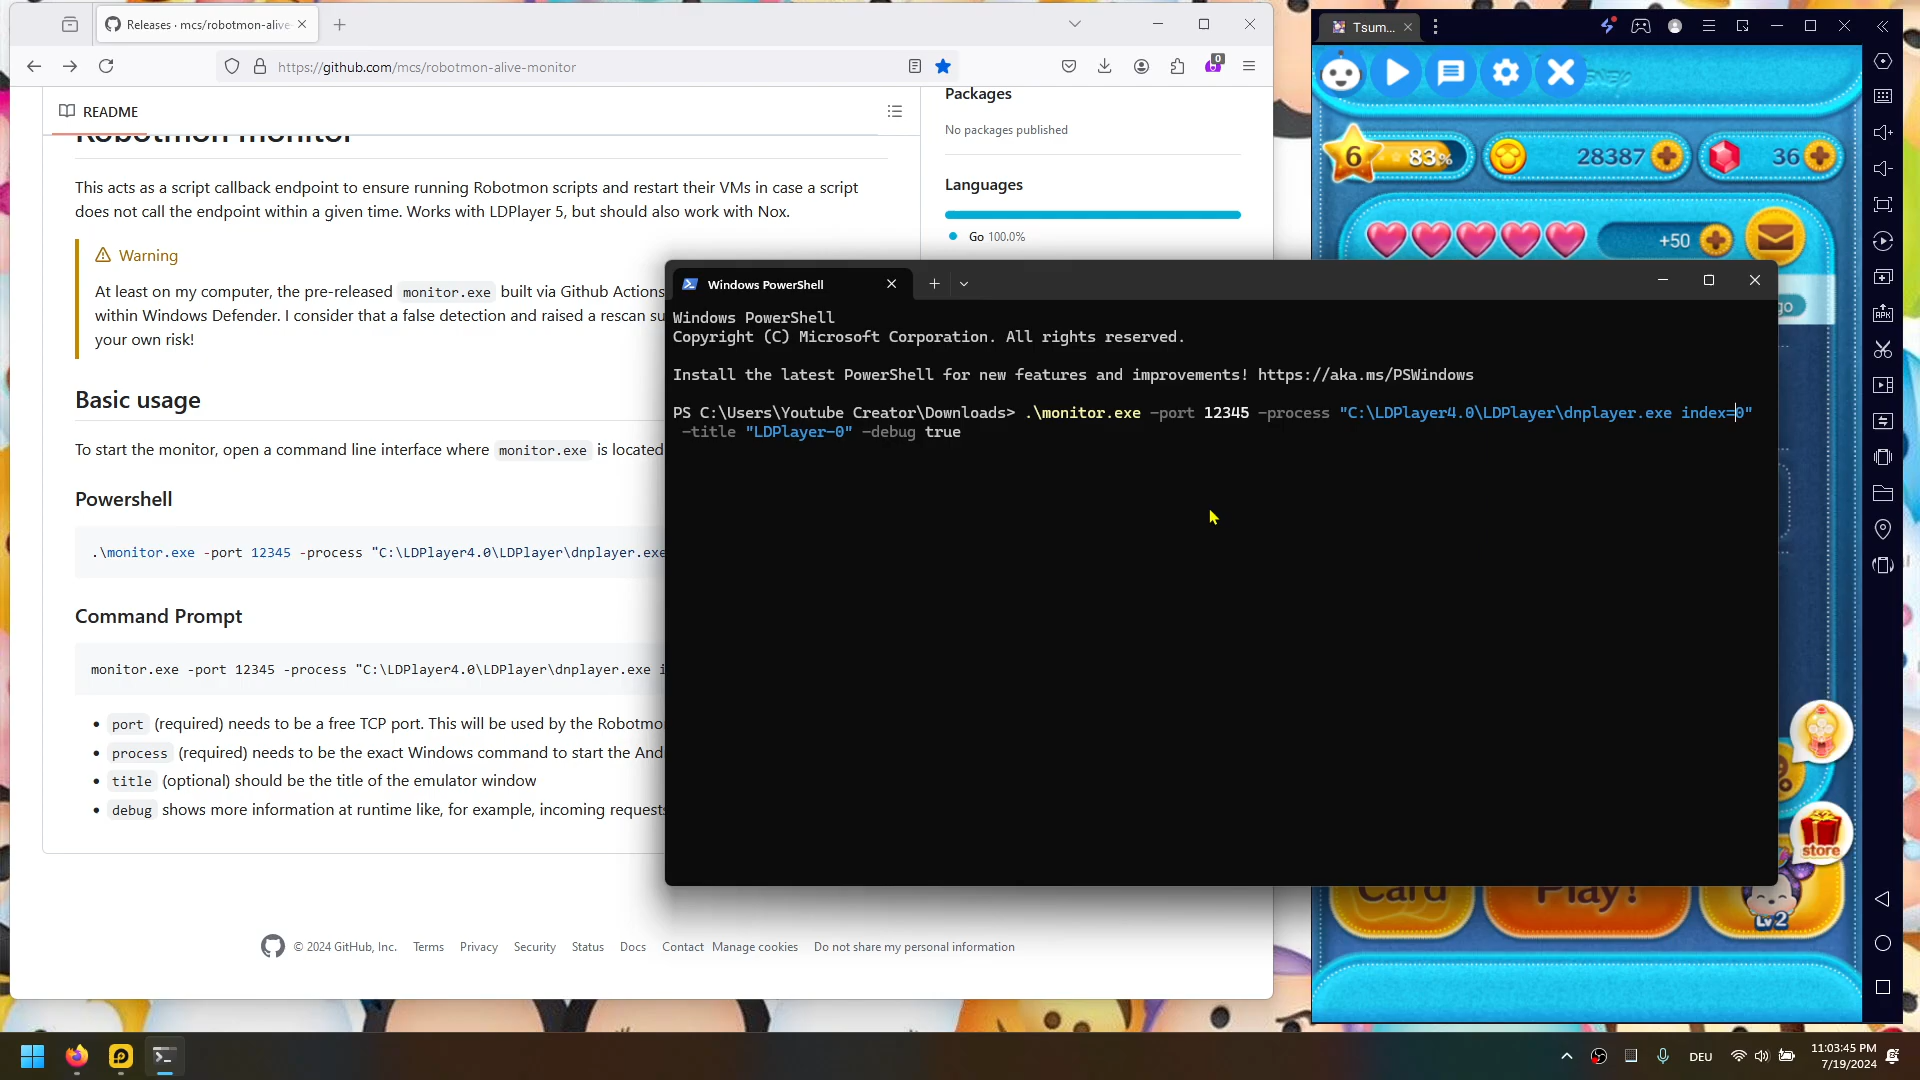 Releases · mcs/robotmon-alive-
https://github.com/mcs/robotmon-alive-monitor
0
README
Robotmon monitor
This acts as a script callback endpoint to ensure running Robotmon scripts and restart their VMs in case a script
does not call the endpoint within a given time. Works with LDPlayer 5, but should also work with Nox.
Warning
At least on my computer, the pre-released monitor.exe built via Github Actions
within Windows Defender. I consider that a false detection and raised a rescan su
your own risk!
Basic usage
To start the monitor, open a command line interface where monitor.exe is located
Powershell
.\monitor.exe -port 12345 -process "C:\LDPlayer4.0\LDPlayer\dnplayer.exe
Command Prompt
monitor.exe -port 12345 -process "C:\LDPlayer4.0\LDPlayer\dnplayer.exe i
port (required) needs to be a free TCP port. This will be used by the Robotmo
process (required) needs to be the exact Windows command to start the And
title (optional) should be the title of the emulator window
debug shows more information at runtime like, for example, incoming requests
Packages
No packages published
Languages
Go 100.0%
© 2024 GitHub, Inc. Terms Privacy Security Status Docs Contact Manage cookies Do not share my personal information
Windows PowerShell
Windows PowerShell
Copyright (C) Microsoft Corporation. All rights reserved.
Install the latest PowerShell for new features and improvements! https://aka.ms/PSWindows
PS C:\Users\Youtube Creator\Downloads> .\monitor.exe -port 12345 -process "C:\LDPlayer4.0\LDPlayer\dnplayer.exe index=0"
-title "LDPlayer-0" -debug true
Tsum...
6
83%
28387
36
+50
go
APK
store
Card
Play!
Lv 2
DEU
11:03:45 PM
7/19/2024